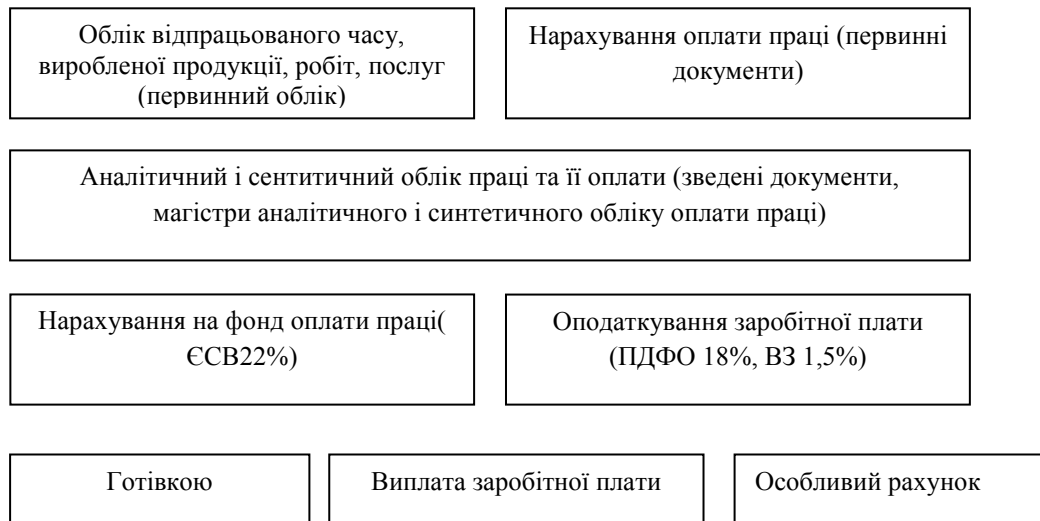 Облік відпрацьованого часу,
виробленої продукції, робіт, послуг
(первинний облік)
Нарахування оплати праці (первинні
документи)
Аналітичний і сентитичний облік праці та її оплати (зведені документи,
магістри аналітичного і синтетичного обліку оплати праці)
Нарахування на фонд оплати праці(
ЄСВ22%)
Оподаткування заробітної плати
(ПДФО 18%, ВЗ 1,5%)
Готівкою
Виплата заробітної плати
Особливий рахунок